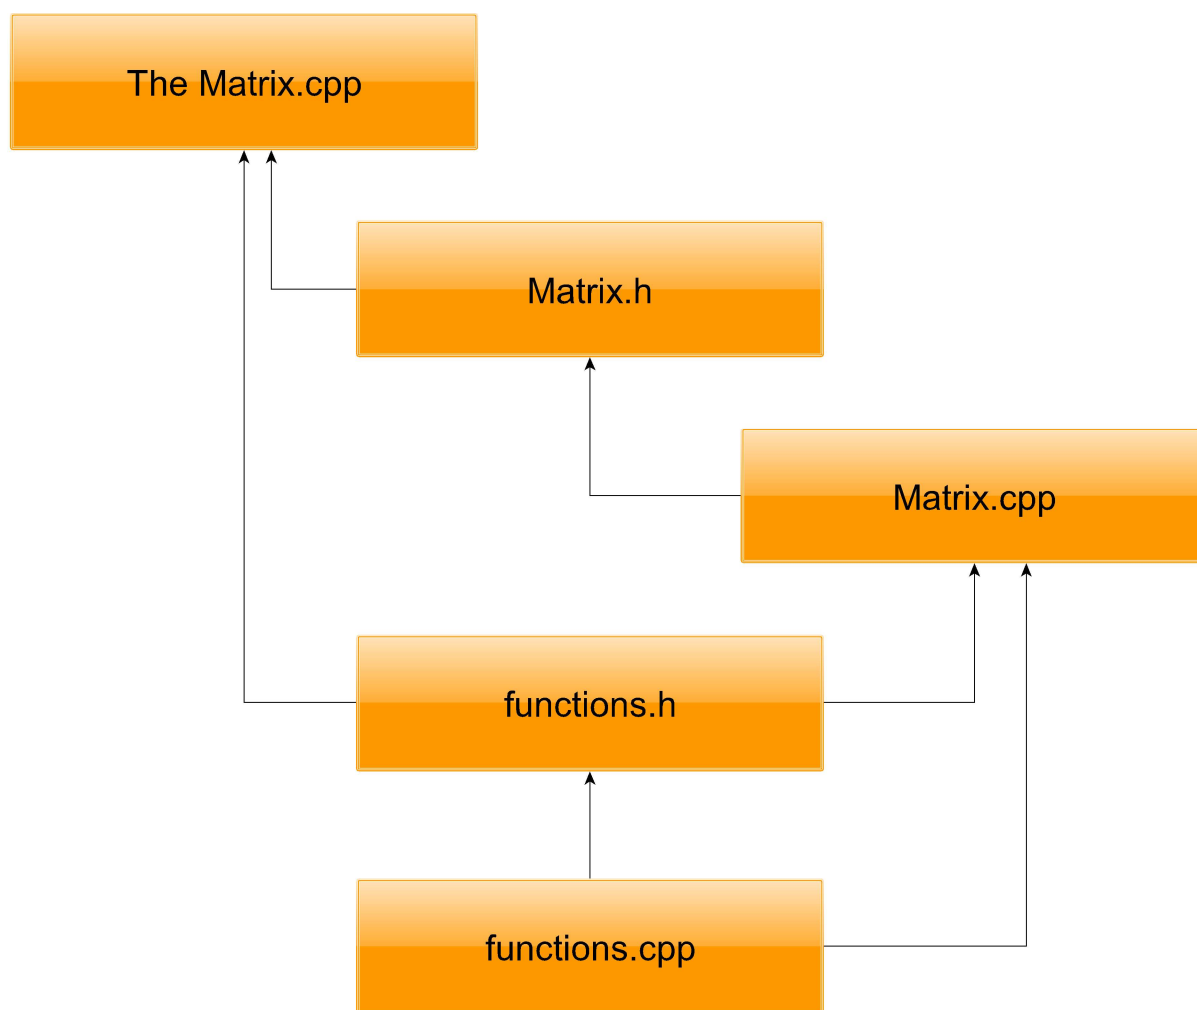 The Matrix.cpp
Matrix.h
Matrix.cpp
functions.h
functions.cpp